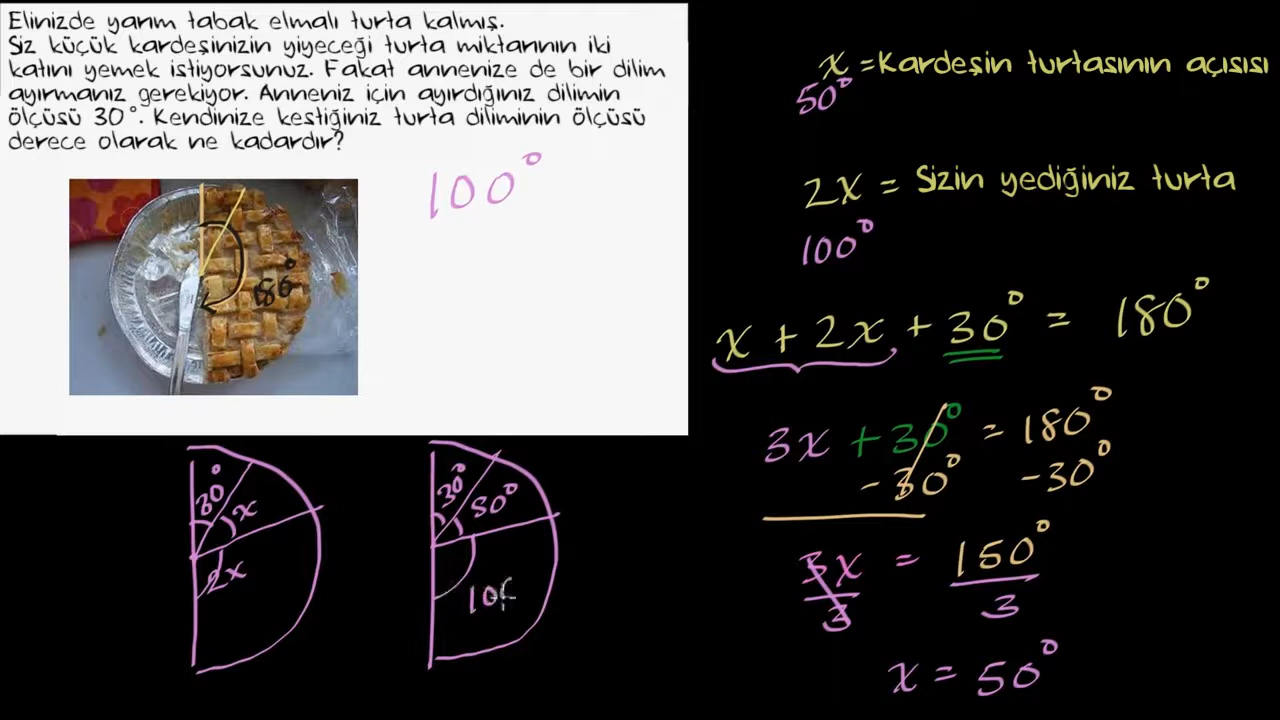 Elinizde yarım tabak elmalı turta kalmış.
Siz küçük kardeşinizin yiyeceği turta miktarının iki
katını yemek istiyorsunuz. Fakat annenize de bir dilim
ayırmanız gerekiyor. Anneniz için ayırdığınız dilimin
ölçüsü 30°. Kendinize kestiğiniz turta diliminin ölçüsü
derece olarak ne kadardır?
100°
180°
x = Kardeşin turtasının açısısı
50°
2x = Sizin yediğiniz turta
100°
x + 2x + 30° = 180°
3x + 30° = 180°
- 30° - 30°
3x = 150°
3 3
x = 50°
30°
x
2x
30°
50°